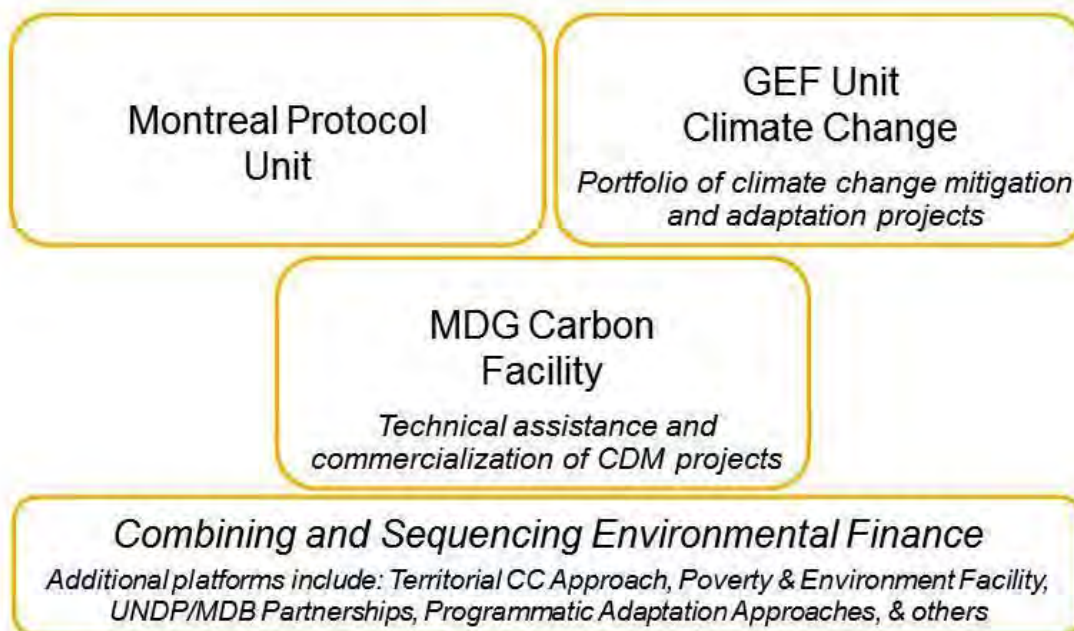 Montreal Protocol
Unit
GEF Unit
Climate Change
Portfolio of climate change mitigation
and adaptation projects
MDG Carbon
Facility
Technical assistance and
commercialization of CDM projects
Combining and Sequencing Environmental Finance
Additional platforms include: Territorial CC Approach, Poverty & Environment Facility,
UNDP/MDB Partnerships, Programmatic Adaptation Approaches, & others